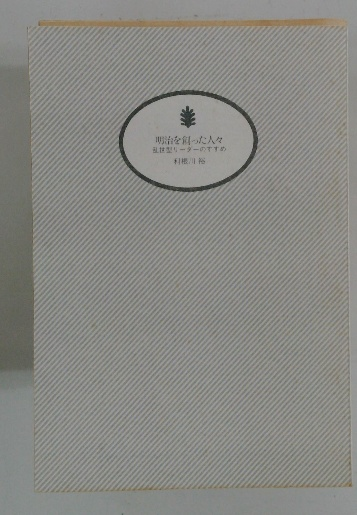 明治を創った人々
乱世型リーダーのすすめ
利根川 裕